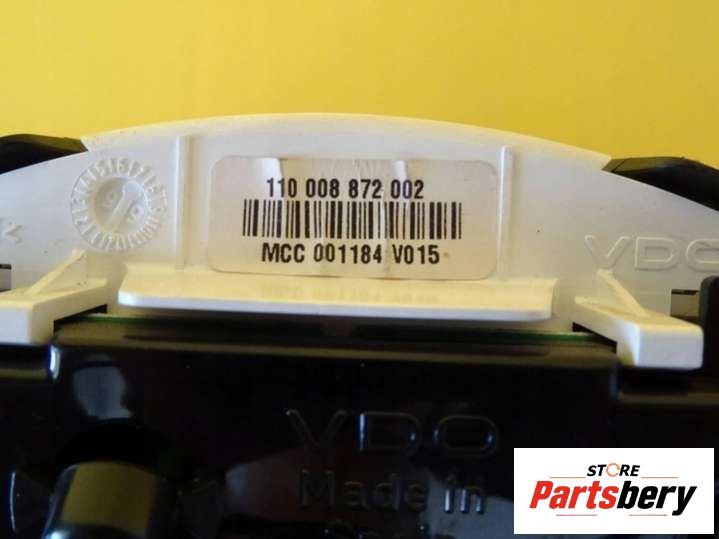 110 008 872 002
MCC 001184 V015
VDO
VDO
Made in
STORE
Partsbery